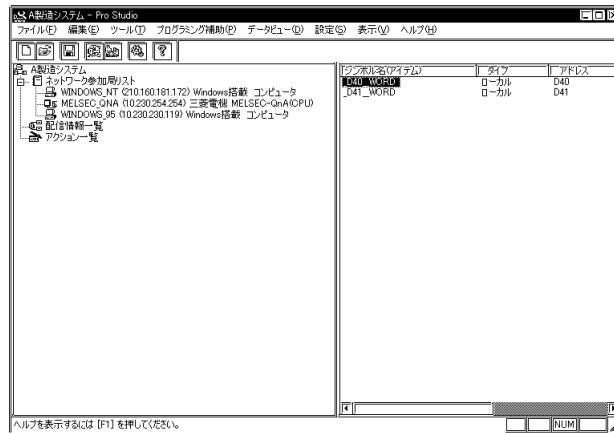 A製造システム - Pro Studio
ファイル(F) 編集(E) ツール(T) プログラミング補助(P) データビュー(D) 設定(S) 表示(V) ヘルプ(H)
A製造システム
ネットワーク参加局リスト
WINDOWS_NT (210.160.181.172) Windows搭載 コンピュータ
MELSEC_QNA (10.230.254.254) 三菱電機 MELSEC-QnA(CPU)
WINDOWS_95 (10.230.230.119) Windows搭載 コンピュータ
配信情報一覧
アクション一覧
シンボル名(アイテム) タイプ アドレス
_D40_WORD ローカル D40
_D41_WORD ローカル D41
ヘルプを表示するには [F1] を押してください。
NUM